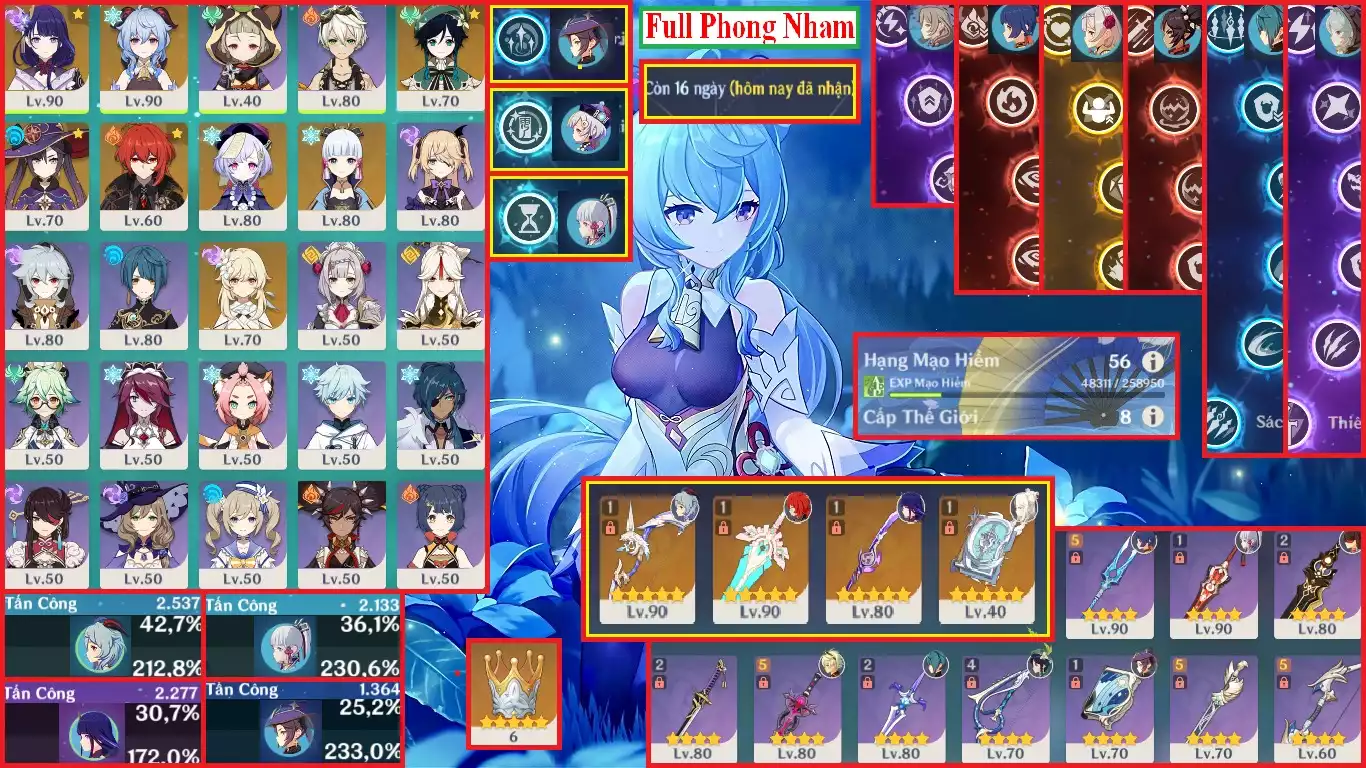 Lv.90
Lv.90
Lv.40
Lv.80
Lv.70
Lv.70
Lv.60
Lv.80
Lv.80
Lv.80
Lv.80
Lv.80
Lv.70
Lv.50
Lv.50
Lv.50
Lv.50
Lv.50
Lv.50
Lv.50
Lv.50
Lv.50
Lv.50
Lv.50
Lv.50
Tấn Công 2.537
42,7%
212,8%
Tấn Công 2.133
36,1%
230,6%
Tấn Công 2.277
30,7%
172,0%
Tấn Công 1.364
25,2%
233,0%
Full Phong Nham
Còn 16 ngày (hôm nay đã nhận)
Hạng Mạo Hiểm 56
EXP Mạo Hiểm 48311 / 258950
Cấp Thế Giới 8
Sác
Thiê
1
Lv.90
1
Lv.90
1
Lv.80
1
Lv.40
5
Lv.90
1
Lv.90
2
Lv.80
6
2
Lv.80
5
Lv.80
2
Lv.80
4
Lv.70
1
Lv.70
5
Lv.70
5
Lv.60